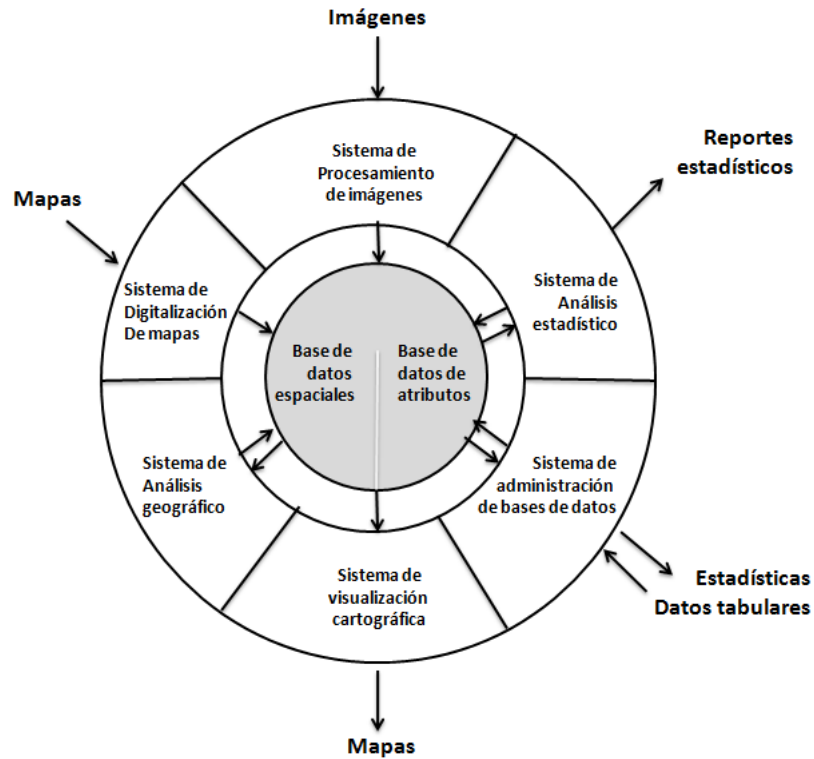 Imágenes
Reportes
estadísticos
Mapas
Sistema de
Procesamiento
de imágenes
Sistema de
Digitalización
De mapas
Sistema de
Análisis
estadístico
Base de
datos
espaciales
Base de
datos de
atributos
Sistema de
Análisis
geográfico
Sistema de
administración
de bases de datos
Sistema de
visualización
cartográfica
Estadísticas
Datos tabulares
Mapas